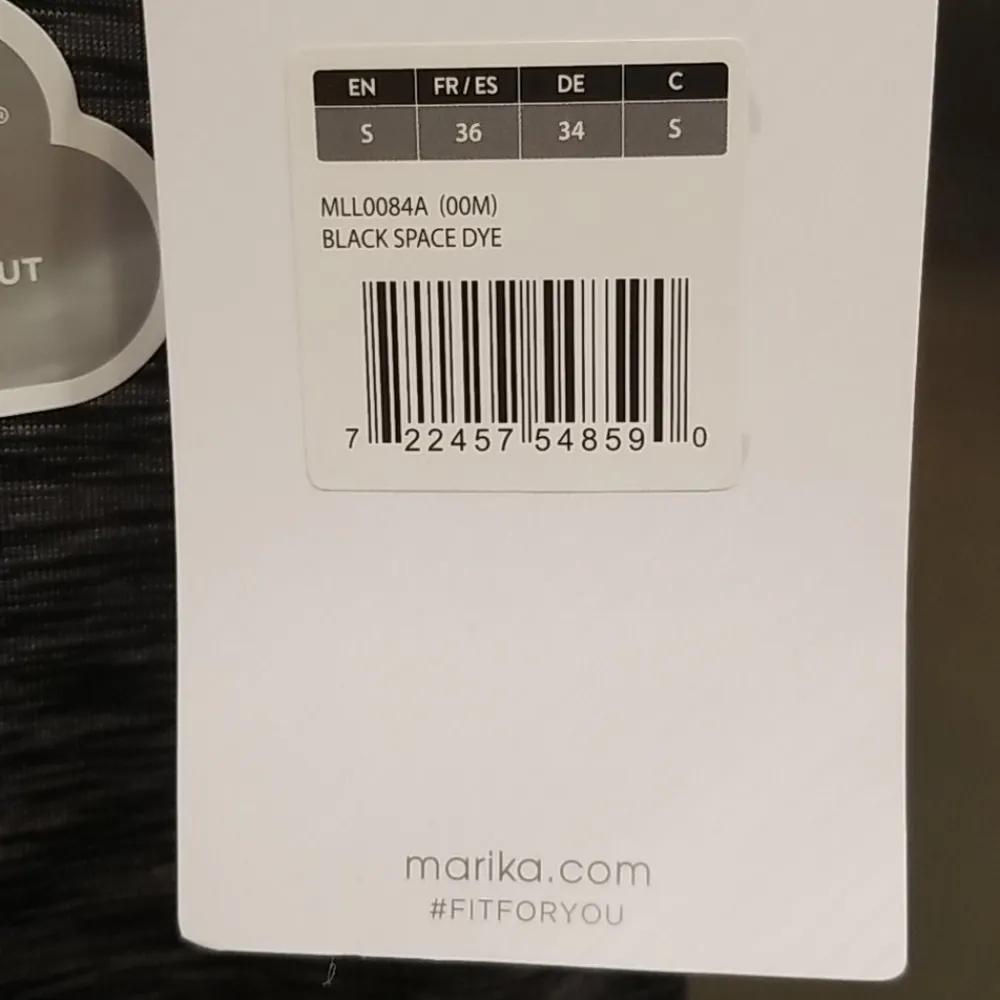 ®
UT
EN FR / ES DE C
S 36 34 S
MLL0084A (00M)
BLACK SPACE DYE
7 22457 54859 0
marika.com
#FITFORYOU